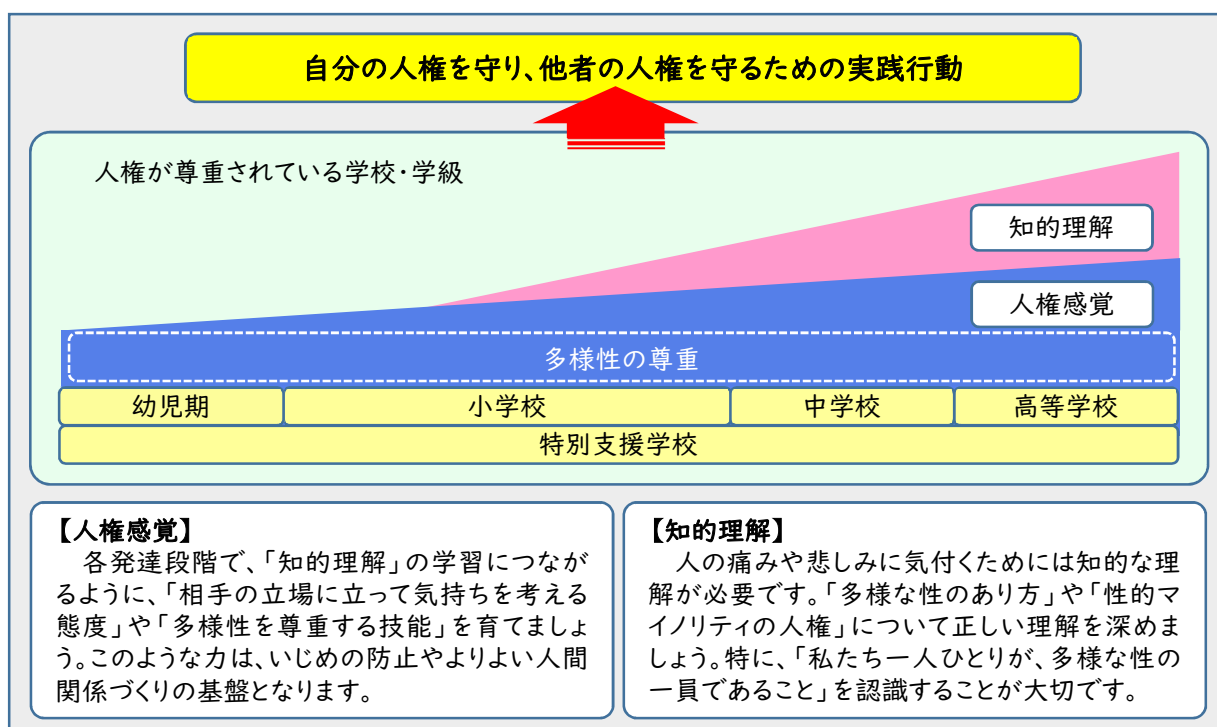 自分の人権を守り、他者の人権を守るための実践行動
人権が尊重されている学校・学級
知的理解
人権感覚
多様性の尊重
幼児期
小学校
中学校
高等学校
特別支援学校
【人権感覚】
各発達段階で、「知的理解」の学習につなが
るように、「相手の立場に立って気持ちを考える
態度」や「多様性を尊重する技能」を育てましょ
う。このような力は、いじめの防止やよりよい人間
関係づくりの基盤となります。
【知的理解】
人の痛みや悲しみに気付くためには知的な理
解が必要です。「多様な性のあり方」や「性的マ
イノリティの人権」について正しい理解を深めま
しょう。特に、「私たち一人ひとりが、多様な性の
一員であること」を認識することが大切です。